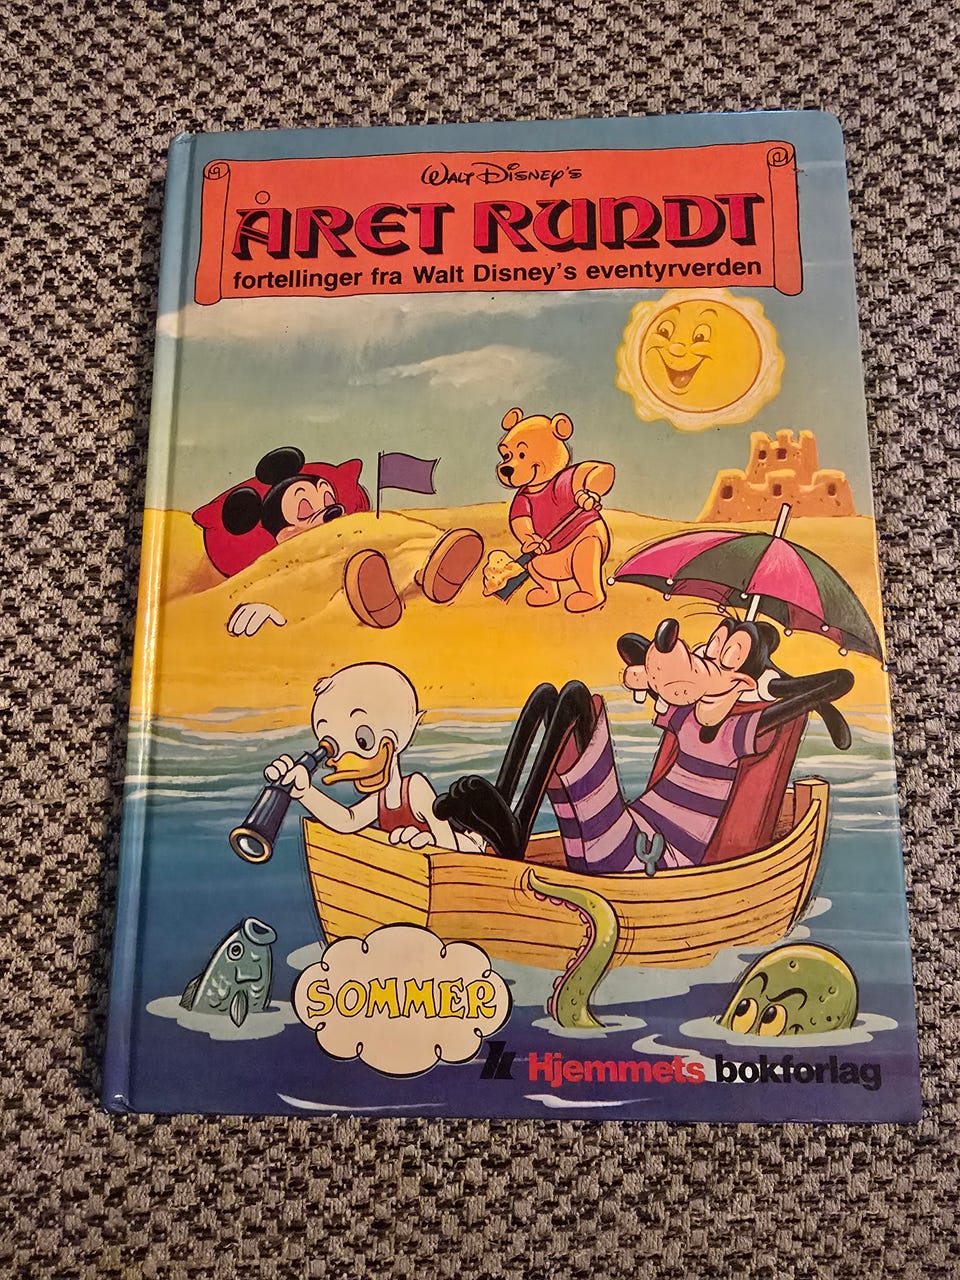 WALT DISNEY'S
ÅRET RUNDT
fortellinger fra Walt Disney's eventyrverden
SOMMER
Hjemmets bokforlag